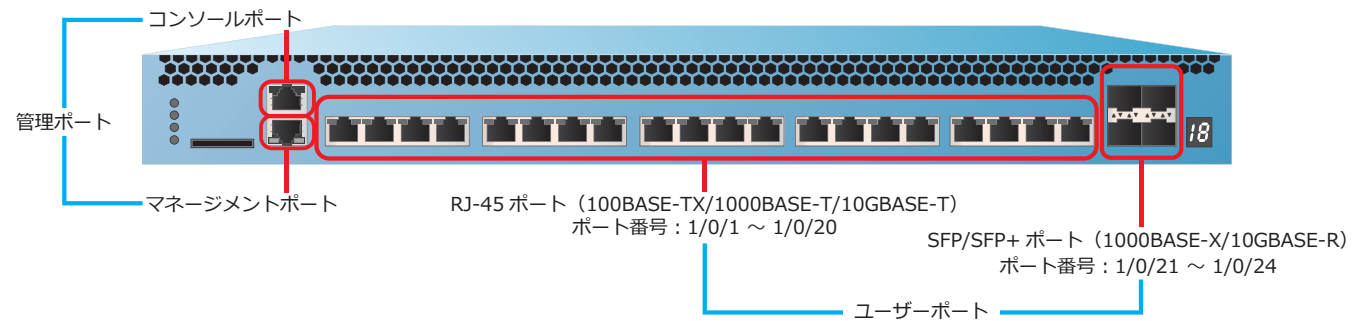 コンソールポート
管理ポート
18
マネージメントポート
RJ-45 ポート（100BASE-TX/1000BASE-T/10GBASE-T）
ポート番号：1/0/1 ～ 1/0/20
SFP/SFP+ ポート（1000BASE-X/10GBASE-R）
ポート番号：1/0/21 ～ 1/0/24
ユーザーポート